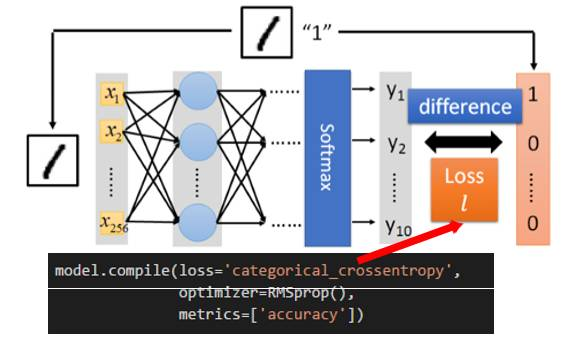 “1”
x1
x2
x256
Softmax
y1
y2
y10
difference
Loss
l
1
0
0
model.compile(loss='categorical_crossentropy',
optimizer=RMSprop(),
metrics=['accuracy'])